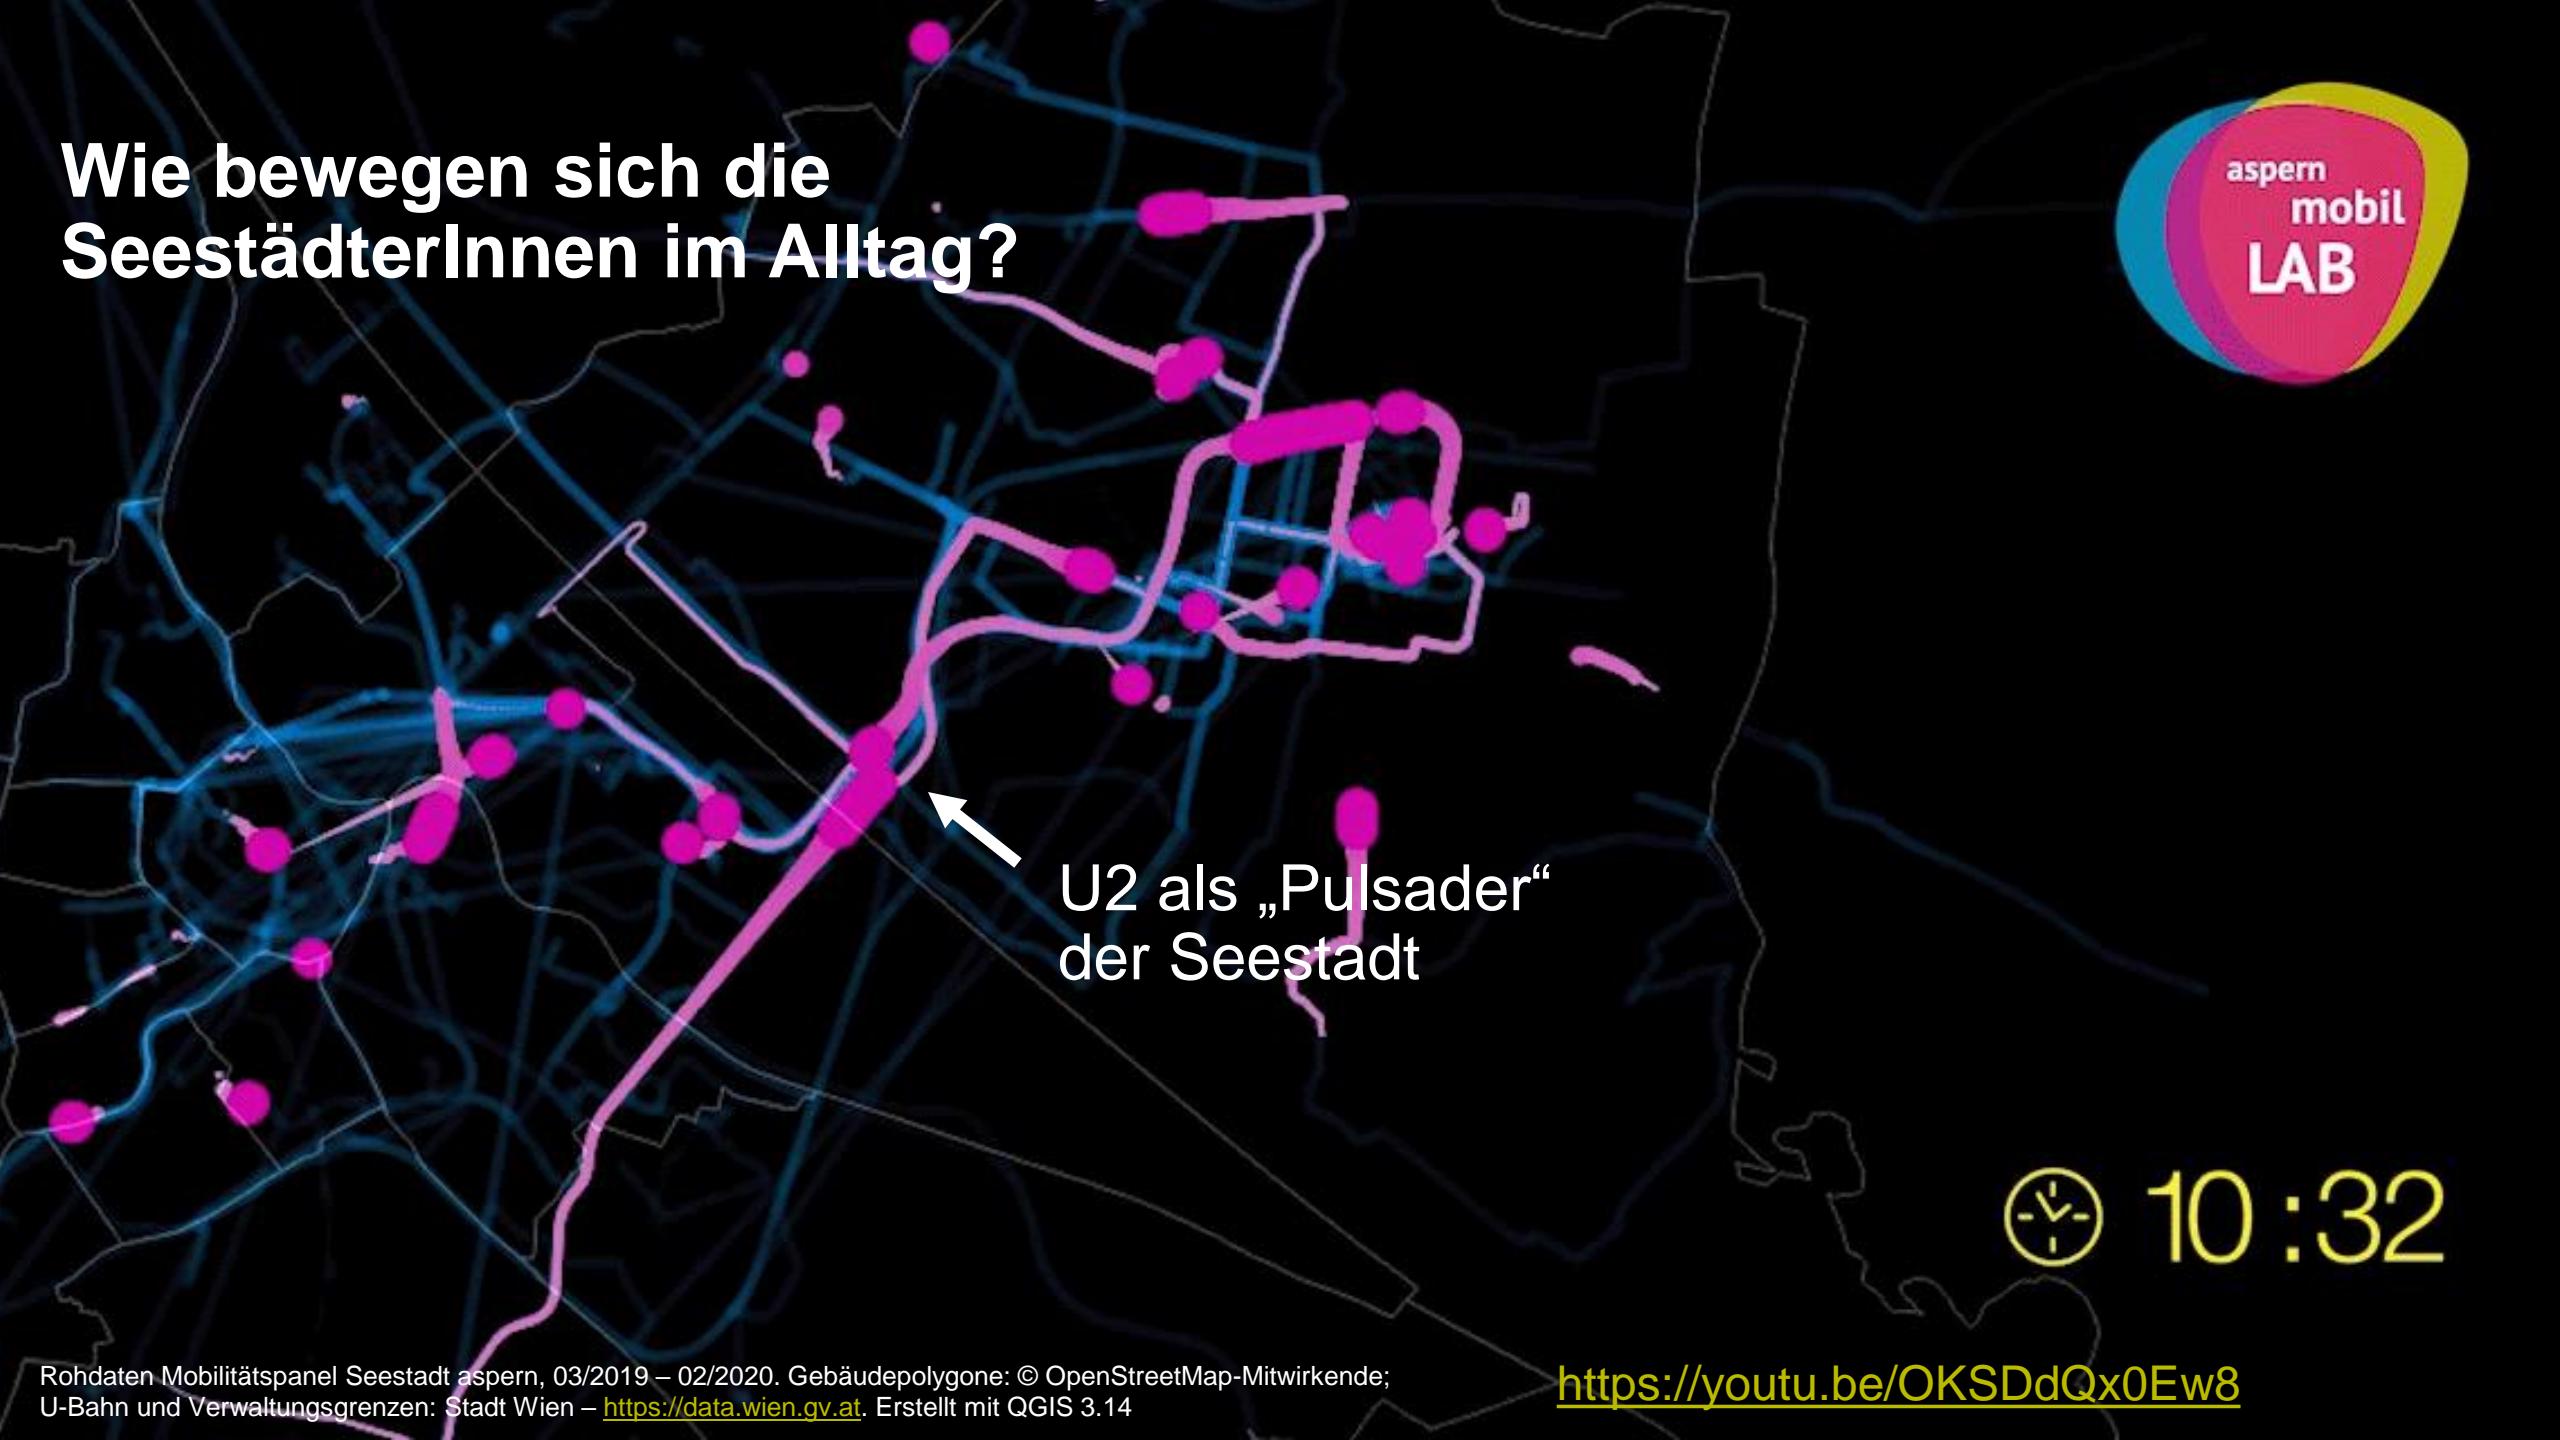 Wie bewegen sich die
SeestädterInnen im Alltag?
aspern
mobil
LAB
U2 als „Pulsader“
der Seestadt
10:32
Rohdaten Mobilitätspanel Seestadt aspern, 03/2019 – 02/2020. Gebäudepolygone: © OpenStreetMap-Mitwirkende;
U-Bahn und Verwaltungsgrenzen: Stadt Wien – https://data.wien.gv.at. Erstellt mit QGIS 3.14
https://youtu.be/OKSDdQx0Ew8